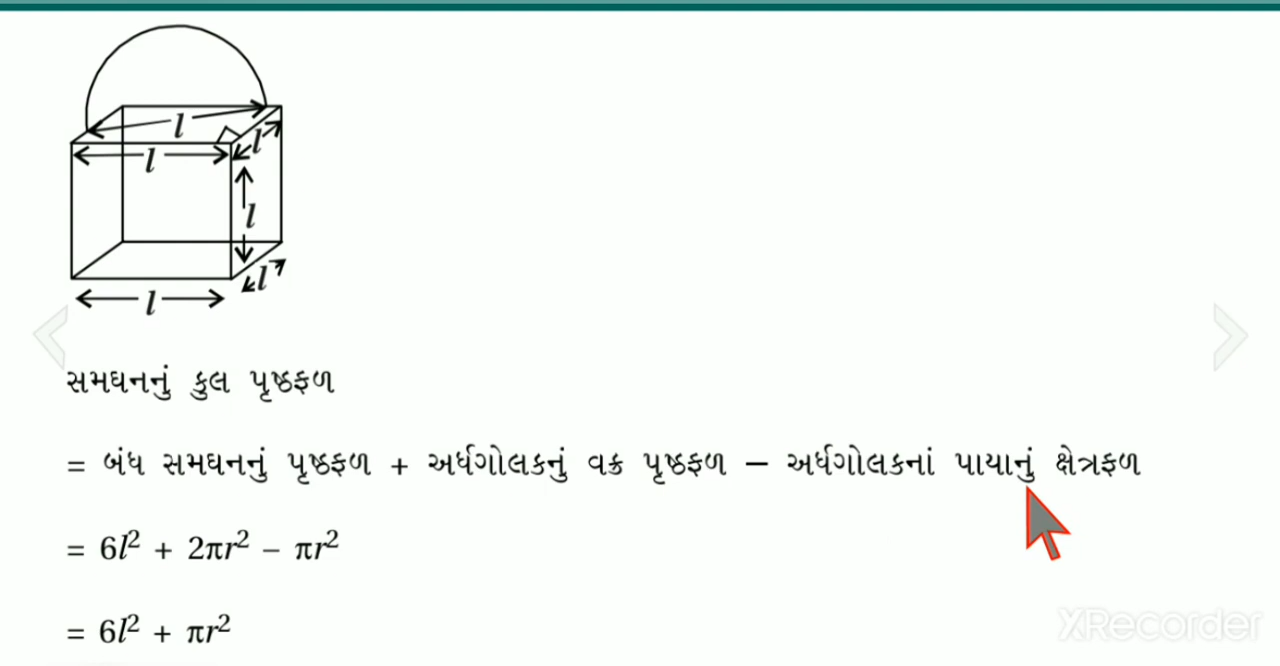 l
l
l
l
l
l
સમઘનનું કુલ પૃષ્ઠફળ
= બંધ સમઘનનું પૃષ્ઠફળ + અર્ધગોલકનું વક્ર પૃષ્ઠફળ – અર્ધગોલકનાં પાયાનું ક્ષેત્રફળ
= 6l² + 2πr² – πr²
= 6l² + πr²
XRecorder